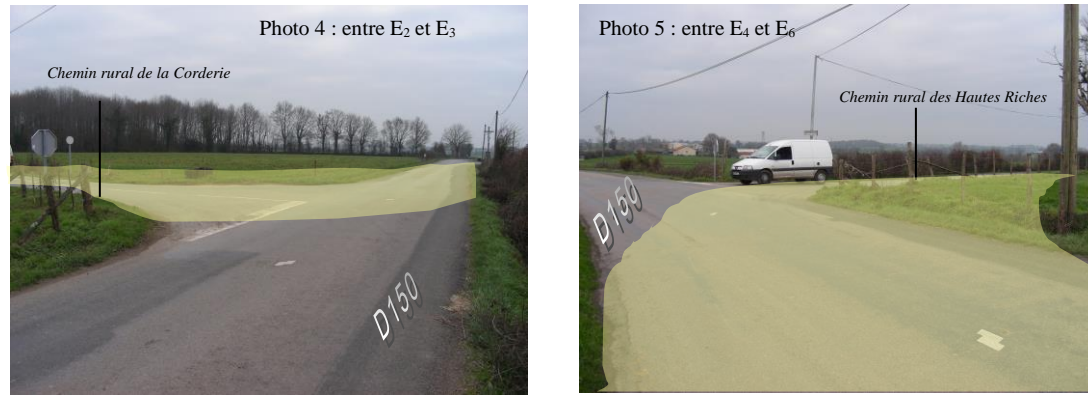 Photo 4 : entre E₂ et E₃
Chemin rural de la Corderie
D150
Photo 5 : entre E₄ et E₆
Chemin rural des Hautes Riches
D150